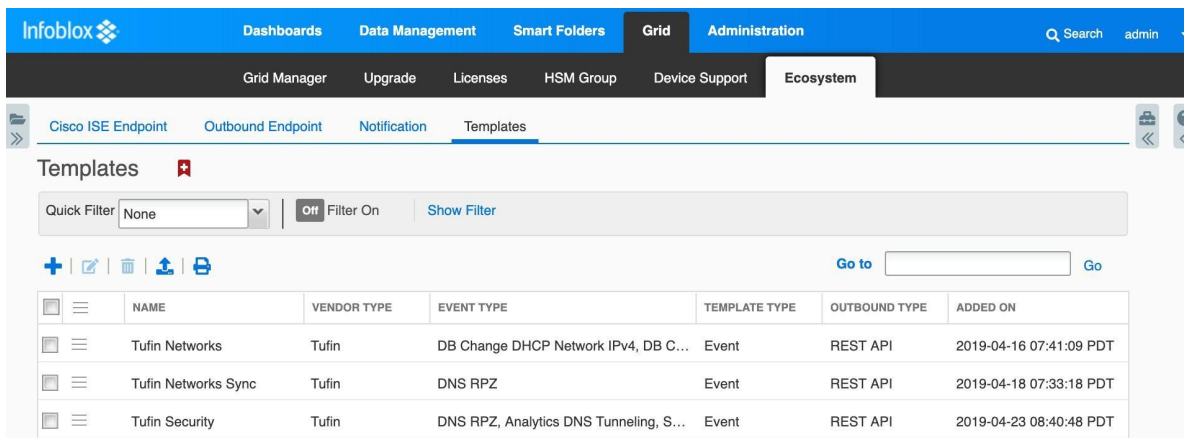 Infoblox Dashboards Data Management Smart Folders Grid Administration Search admin
Grid Manager Upgrade Licenses HSM Group Device Support Ecosystem
Cisco ISE Endpoint Outbound Endpoint Notification Templates
Templates
Quick Filter None Off Filter On Show Filter
Go to Go
NAME VENDOR TYPE EVENT TYPE TEMPLATE TYPE OUTBOUND TYPE ADDED ON
Tufin Networks Tufin DB Change DHCP Network IPv4, DB C... Event REST API 2019-04-16 07:41:09 PDT
Tufin Networks Sync Tufin DNS RPZ Event REST API 2019-04-18 07:33:18 PDT
Tufin Security Tufin DNS RPZ, Analytics DNS Tunneling, S... Event REST API 2019-04-23 08:40:48 PDT